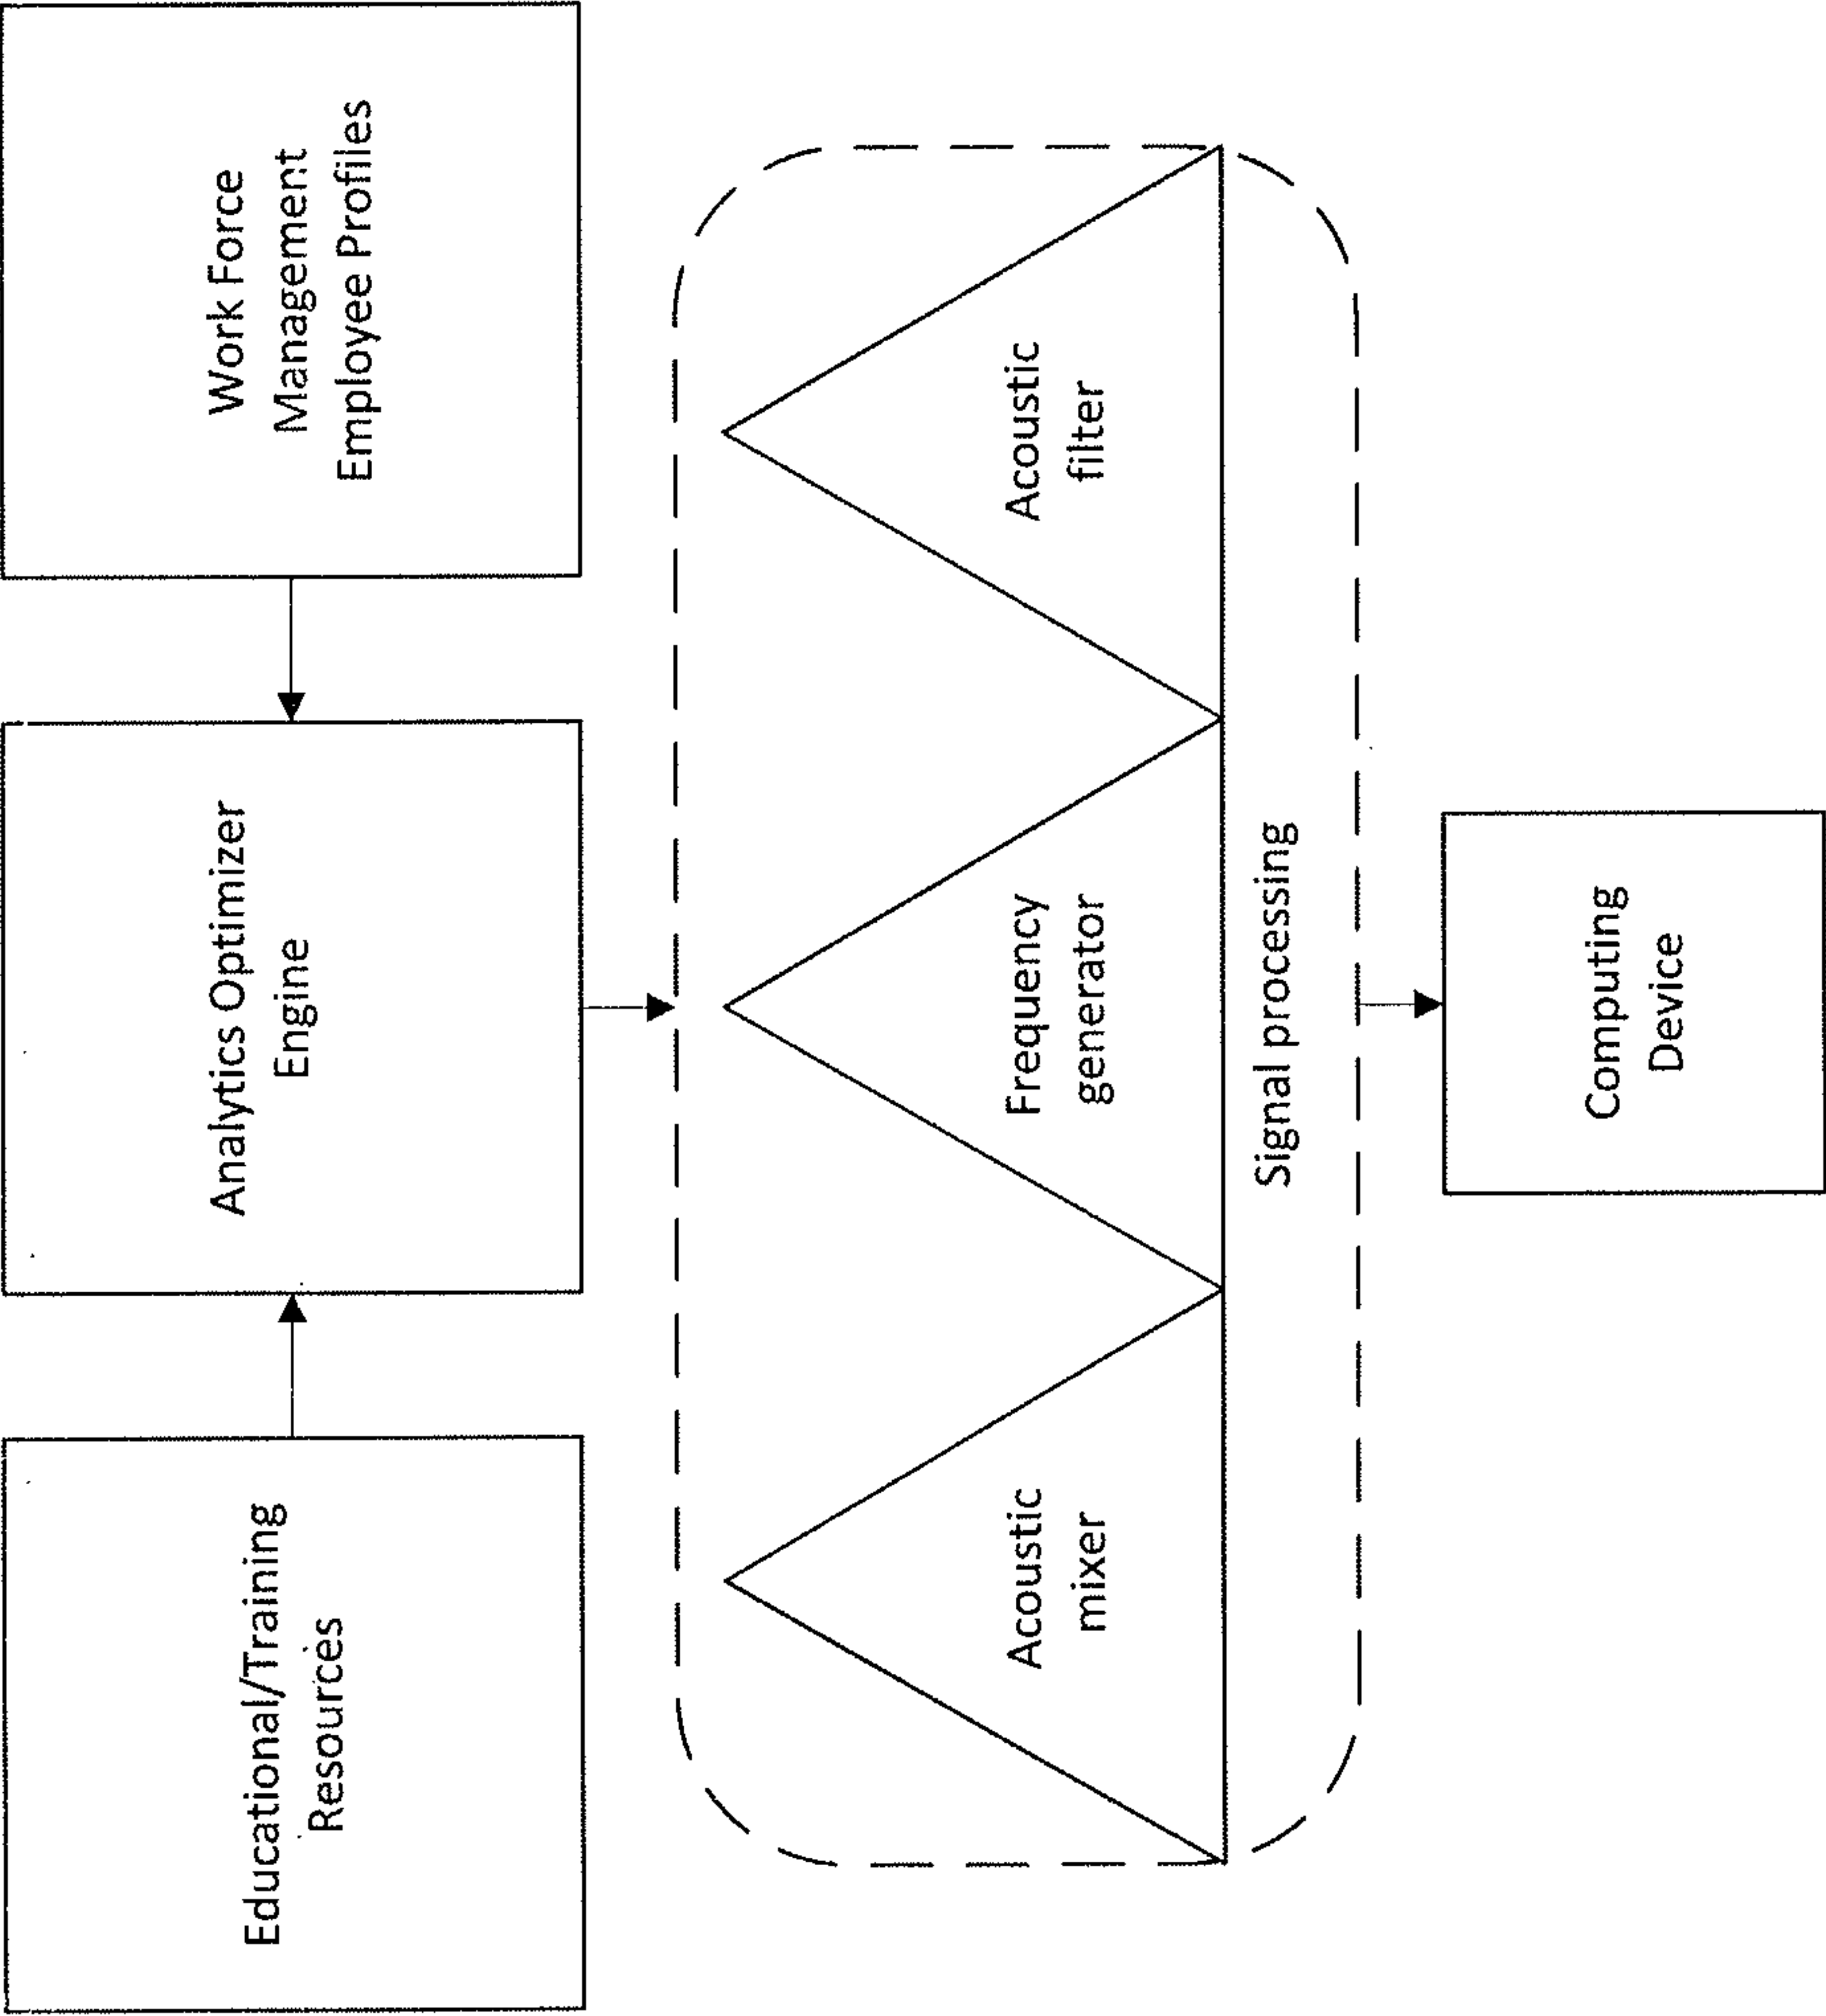 Educational/Training
Resources
Analytics Optimizer
Engine
Work Force
Management
Employee Profiles
Acoustic
mixer
Frequency
generator
Acoustic
filter
Signal processing
Computing
Device